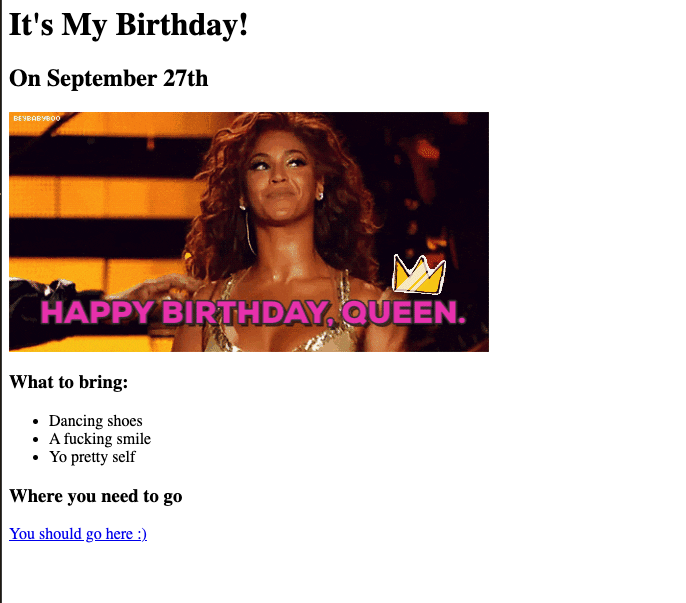 It's My Birthday!
On September 27th
BEYBABYBOO
HAPPY BIRTHDAY, QUEEN.
What to bring:
Dancing shoes
A fucking smile
Yo pretty self
Where you need to go
You should go here :)